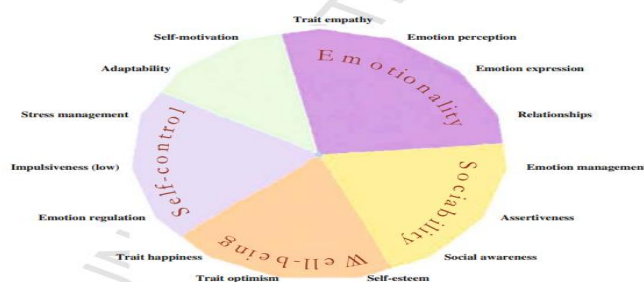 Trait empathy
Self-motivation
Emotion perception
Adaptability
Emotion expression
Stress management
Relationships
Impulsiveness (low)
Emotion management
Emotion regulation
Assertiveness
Trait happiness
Social awareness
Trait optimism
Self-esteem
Emotionality
Self-control
Sociability
Well-being